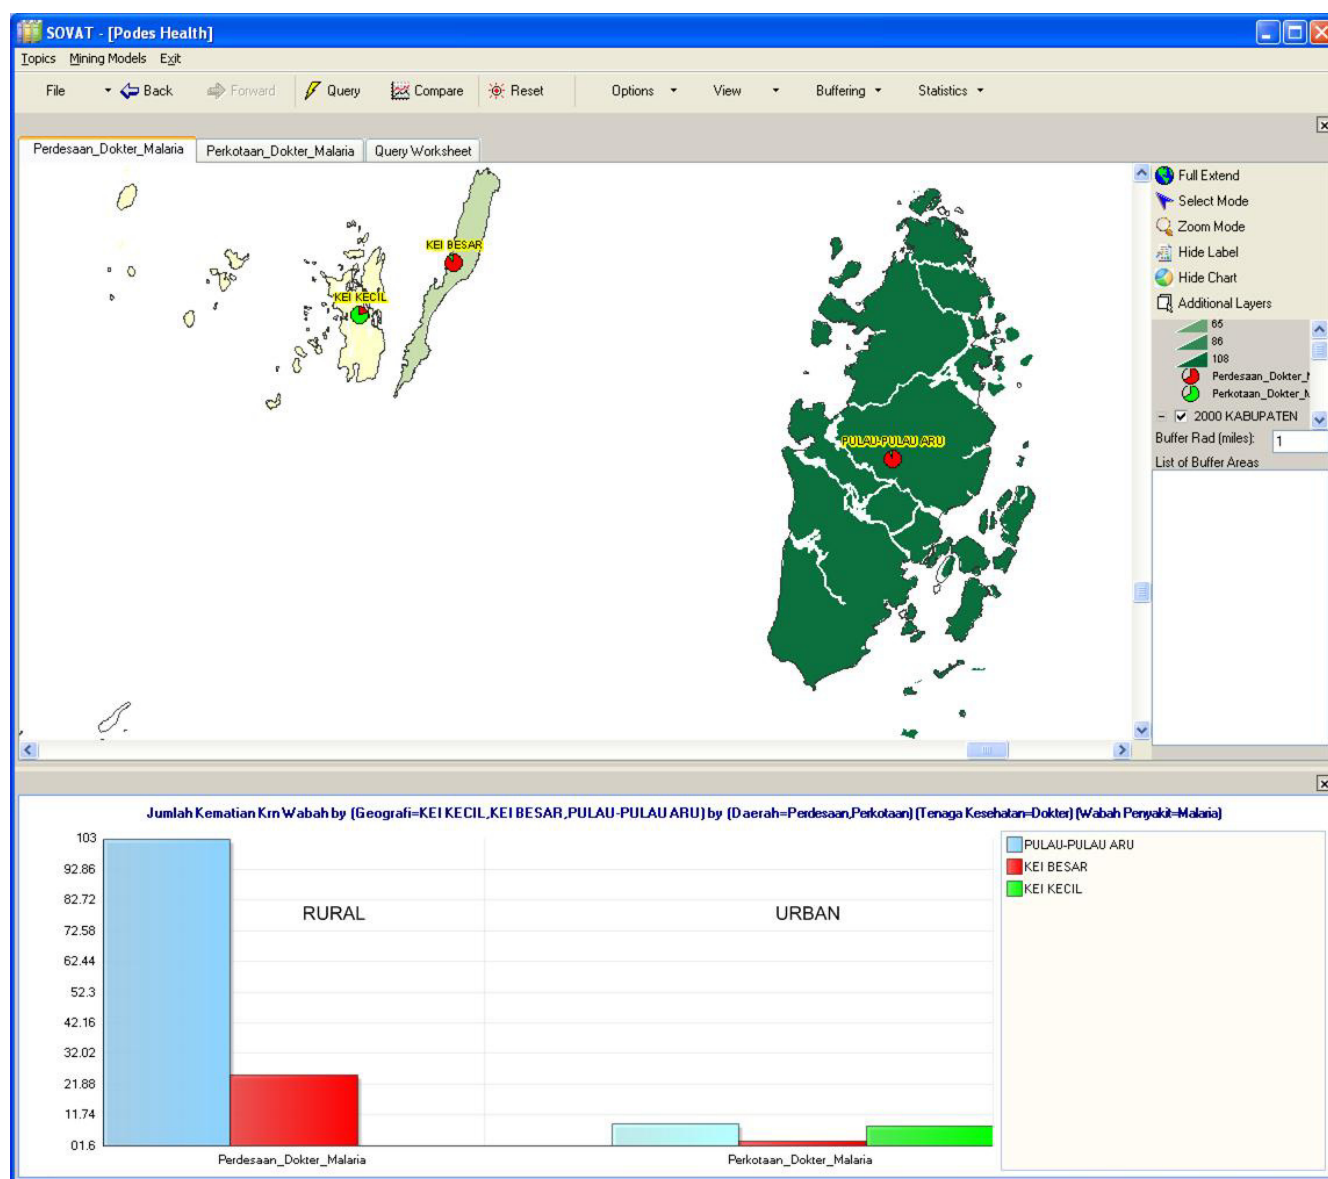 SOVAT - [Podes Health]
Topics Mining Models Exit
File Back Forward Query Compare Reset Options View Buffering Statistics
Perdesaan_Dokter_Malaria Perkotaan_Dokter_Malaria Query Worksheet
Full Extend
Select Mode
Zoom Mode
Hide Label
Hide Chart
Additional Layers
65
86
108
Perdesaan_Dokter_M
Perkotaan_Dokter_M
2000 KABUPATEN
Buffer Rad (miles): 1
List of Buffer Areas
KEI BESAR
KEI KECIL
PULAU-PULAU ARU
Jumlah Kematian Krn Wabah by (Geografi=KEI KECIL,KEI BESAR,PULAU-PULAU ARU) by (Daerah=Perdesaan,Perkotaan) (Tenaga Kesehatan=Dokter) (Wabah Penyakit=Malaria)
103
92.86
82.72
72.58
62.44
52.3
42.16
32.02
21.88
11.74
01.6
RURAL URBAN
Perdesaan_Dokter_Malaria Perkotaan_Dokter_Malaria
PULAU-PULAU ARU
KEI BESAR
KEI KECIL